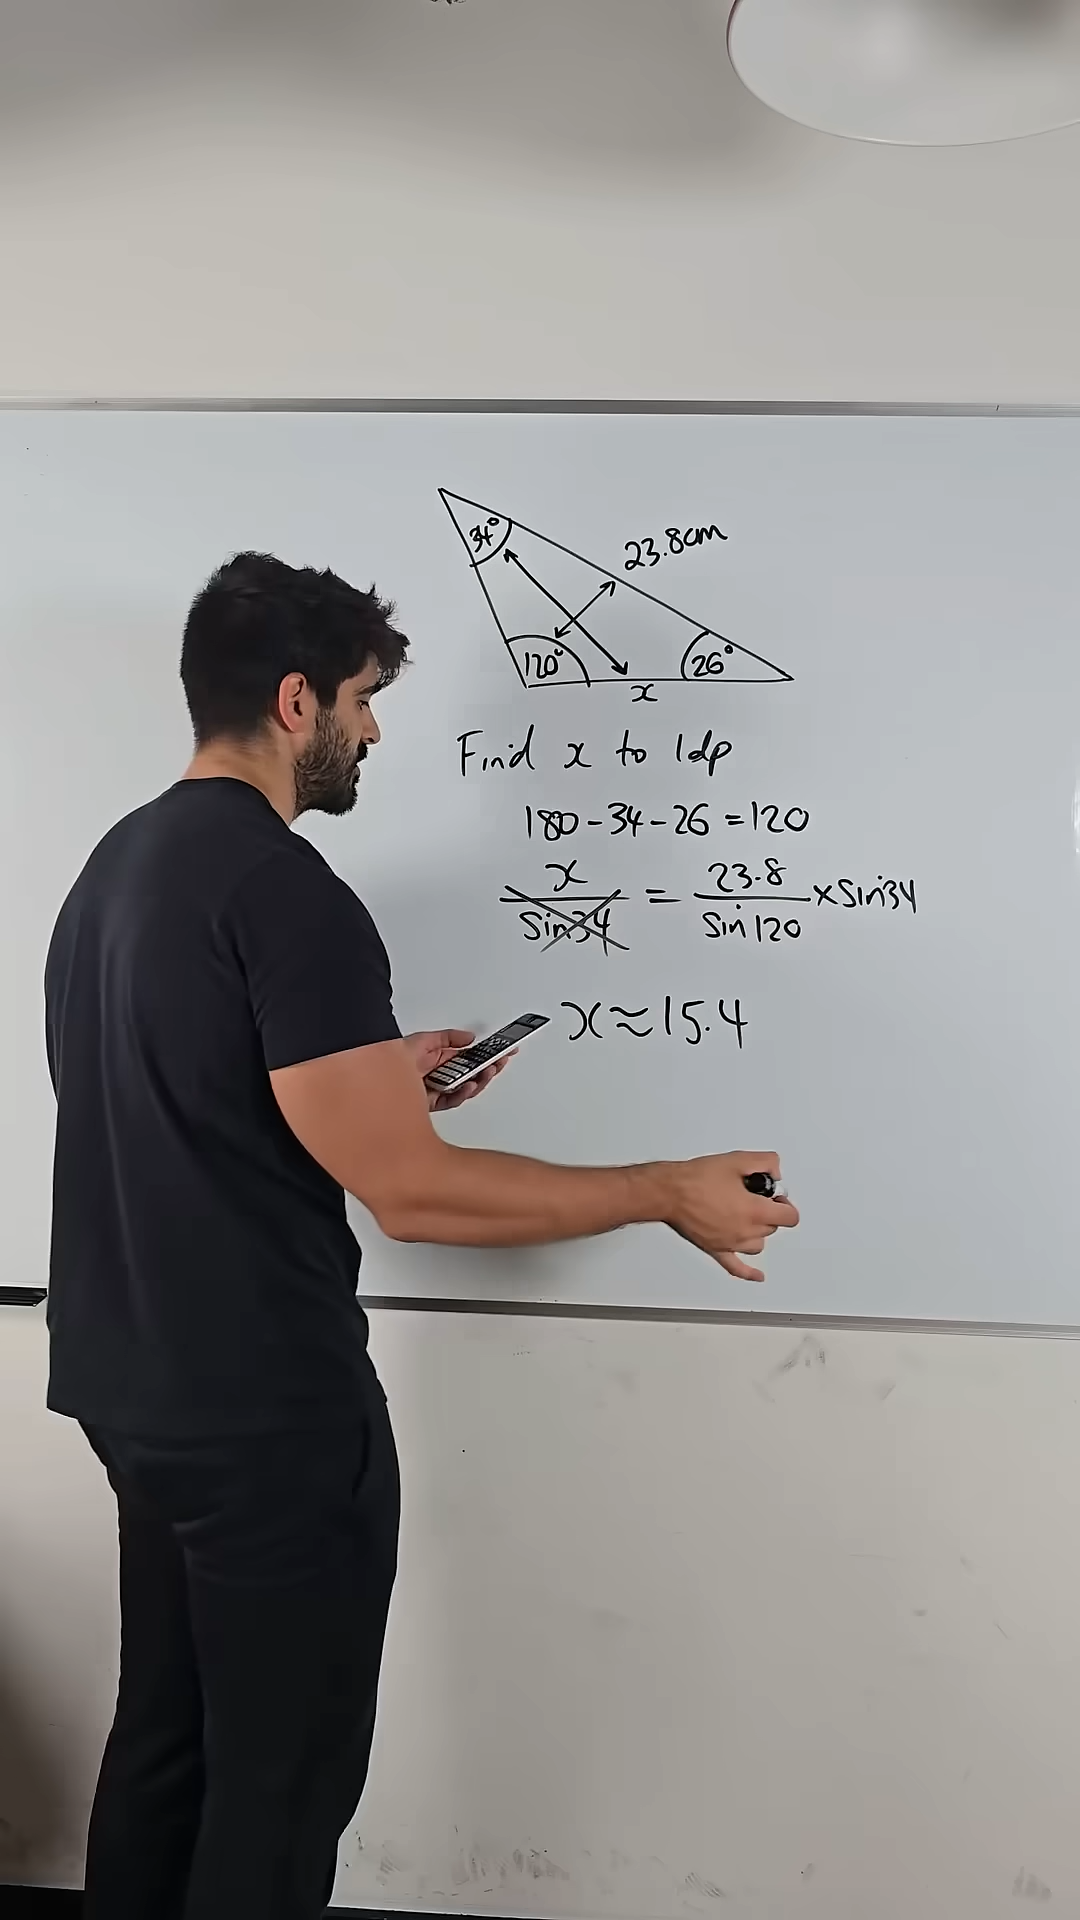 34°
23.8cm
120°
26°
x
Find x to 1dp
180-34-26=120
x/sin34 = 23.8/sin120 ×sin34
x≈15.4